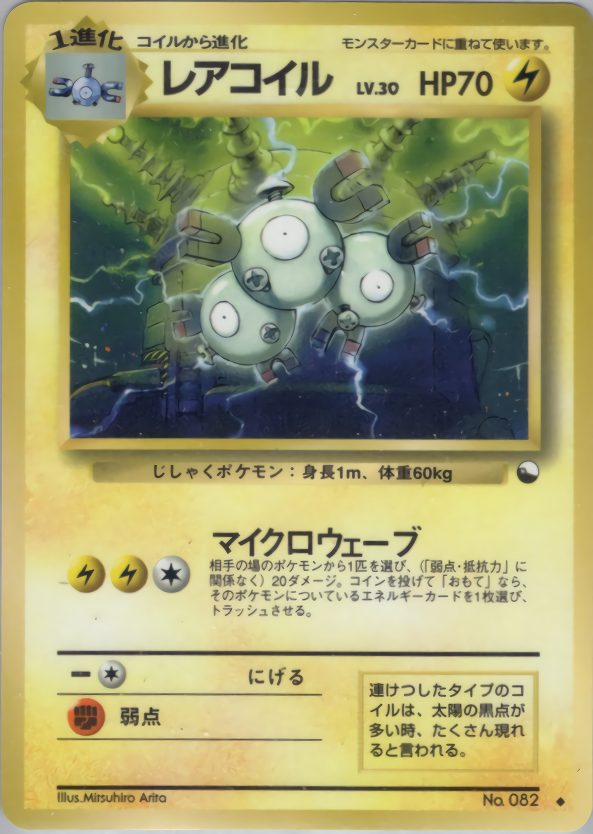 1進化
コイルから進化
モンスターカードに重ねて使います。
レアコイル LV.30 HP70
じしゃくポケモン：身長1m、体重60kg
マイクロウェーブ
相手の場のポケモンから1匹を選び、(「弱点・抵抗力」に
関係なく) 20ダメージ。コインを投げて「おもて」なら、
そのポケモンについているエネルギーカードを1枚選び、
トラッシュさせる。
にげる
弱点
連けつしたタイプのコ
イルは、太陽の黒点が
多い時、たくさん現れ
ると言われる。
Illus. Mitsuhiro Arita
No. 082